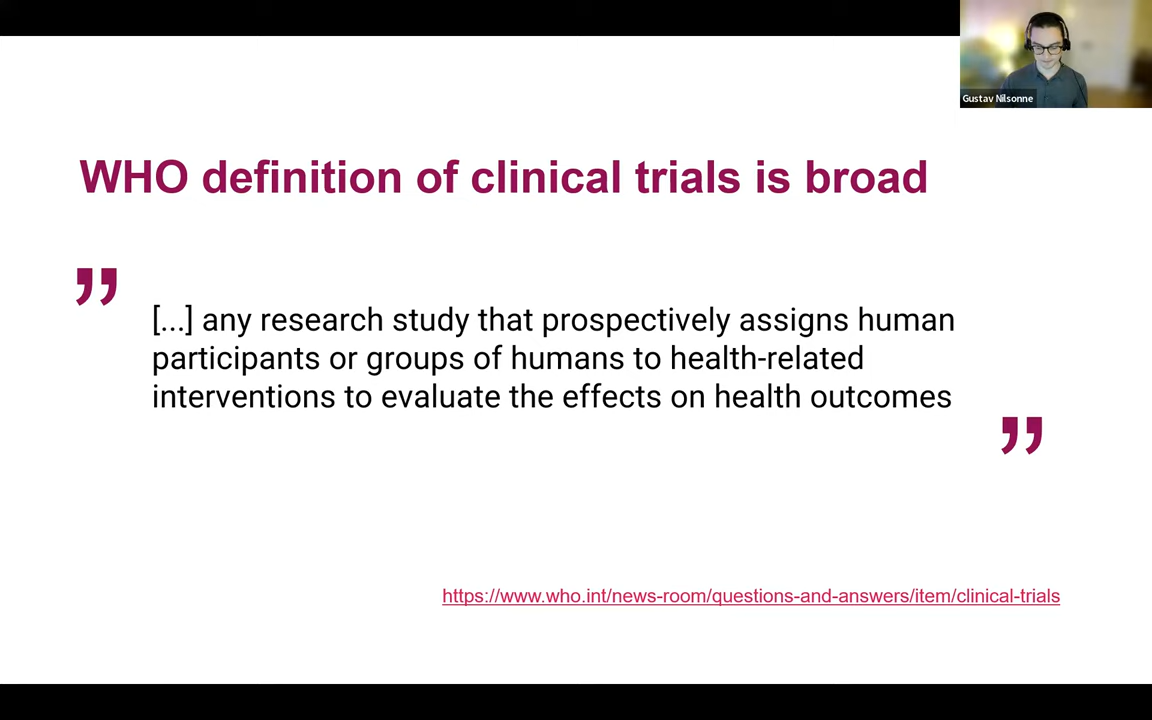 Gustav Nilsonne
WHO definition of clinical trials is broad
”
[...] any research study that prospectively assigns human
participants or groups of humans to health-related
interventions to evaluate the effects on health outcomes
”
https://www.who.int/news-room/questions-and-answers/item/clinical-trials